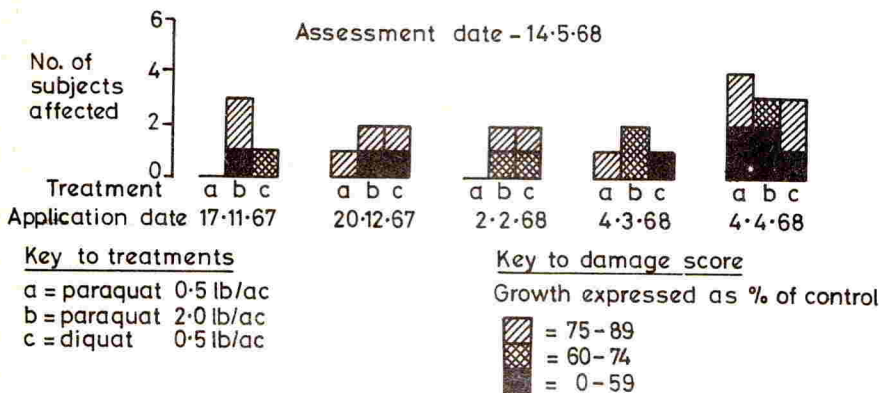 Assessment date - 14·5·68
No. of
subjects
affected
6
4
2
0
Treatment a b c a b c a b c a b c a b c
Application date 17·11·67 20·12·67 2·2·68 4·3·68 4·4·68
Key to treatments
a = paraquat 0·5 lb/ac
b = paraquat 2·0 lb/ac
c = diquat 0·5 lb/ac
Key to damage score
Growth expressed as % of control
= 75-89
= 60-74
= 0-59